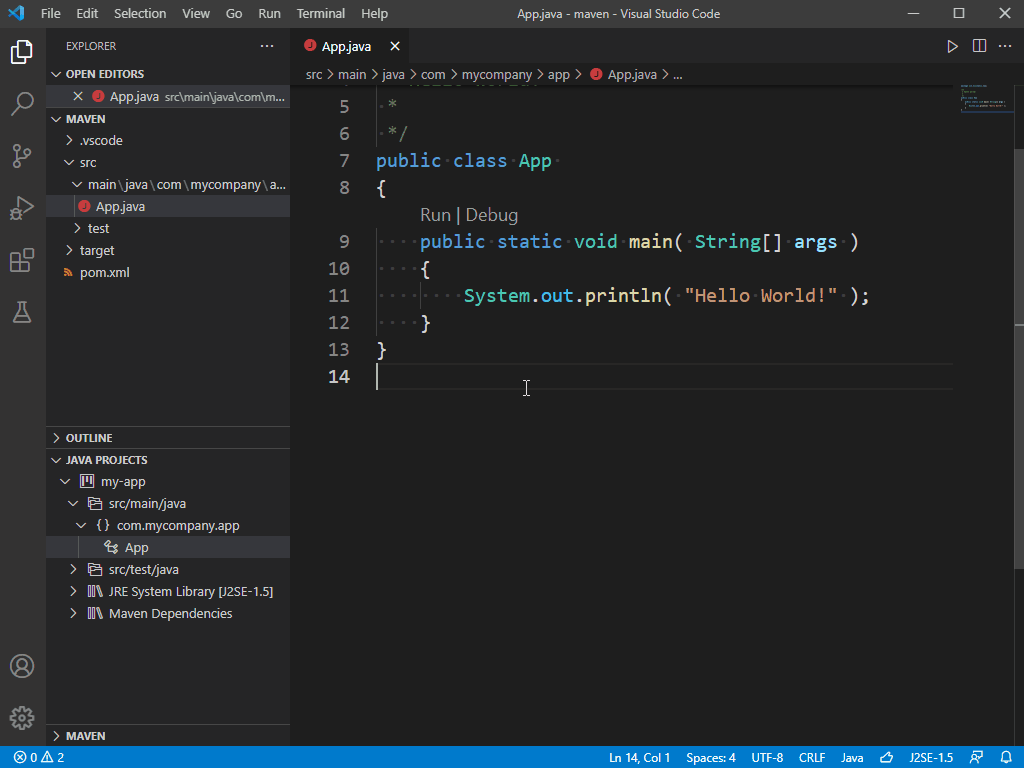 File Edit Selection View Go Run Terminal Help
App.java - maven - Visual Studio Code
EXPLORER
OPEN EDITORS
App.java src\main\java\com\m...
MAVEN
.vscode
src
main\java\com\mycompany\a...
App.java
test
target
pom.xml
OUTLINE
JAVA PROJECTS
my-app
src/main/java
{} com.mycompany.app
App
src/test/java
JRE System Library [J2SE-1.5]
Maven Dependencies
MAVEN
App.java
src > main > java > com > mycompany > app > App.java > ...
5 *
6 */
7 public class App
8 {
Run | Debug
9 public static void main( String[] args )
10 {
11 System.out.println( "Hello World!" );
12 }
13 }
14
0 2 Ln 14, Col 1 Spaces: 4 UTF-8 CRLF Java J2SE-1.5